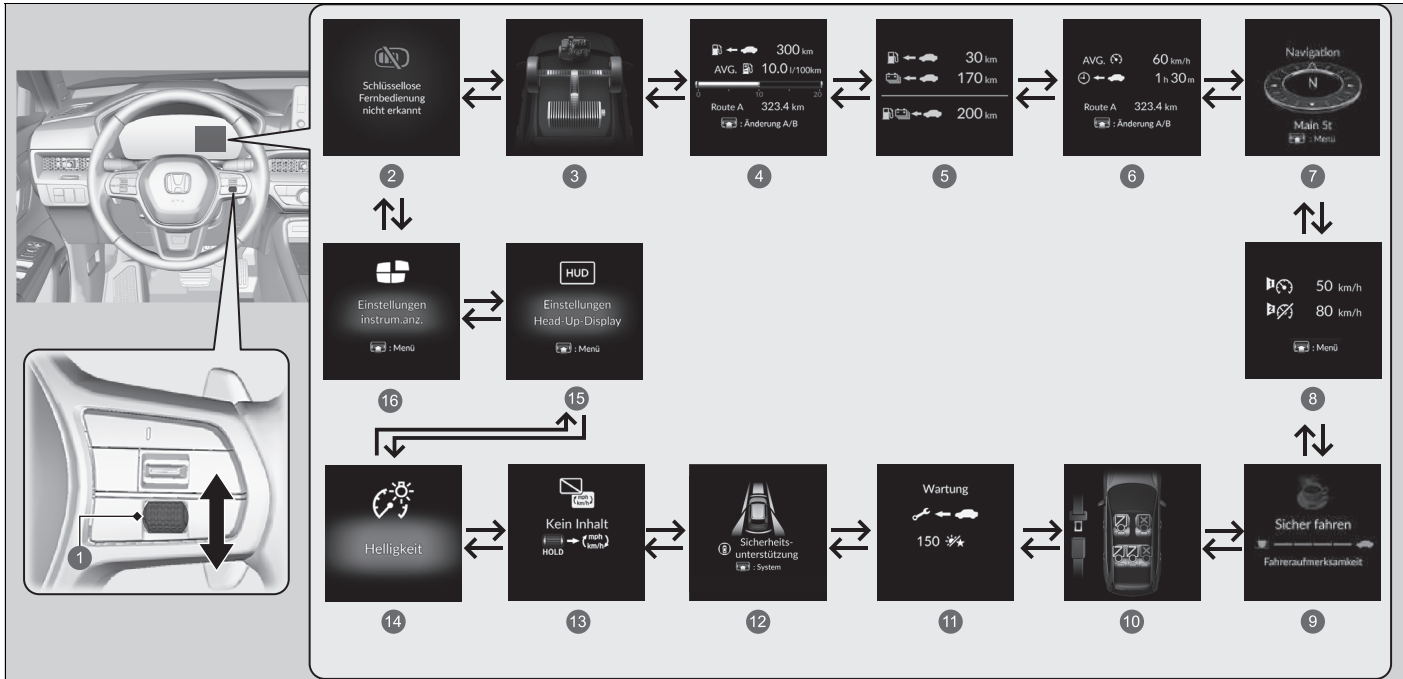 Schlüssellose
Fernbedienung
nicht erkannt
2
3
300 km
AVG. 10.0 l/100km
0 10 20
Route A 323.4 km
: Änderung A/B
4
30 km
170 km
200 km
5
AVG. 60 km/h
1 h 30 m
Route A 323.4 km
: Änderung A/B
6
Navigation
N
Main St
: Menü
7
Einstellungen
instrum.anz.
: Menü
16
HUD
Einstellungen
Head-Up-Display
: Menü
15
1 50 km/h
2 80 km/h
: Menü
8
1
Helligkeit
14
mph
km/h
Kein Inhalt
HOLD mph
km/h
13
Sicherheits-
unterstützung
: System
12
Wartung
150
11
10
Sicher fahren
Fahreraufmerksamkeit
9